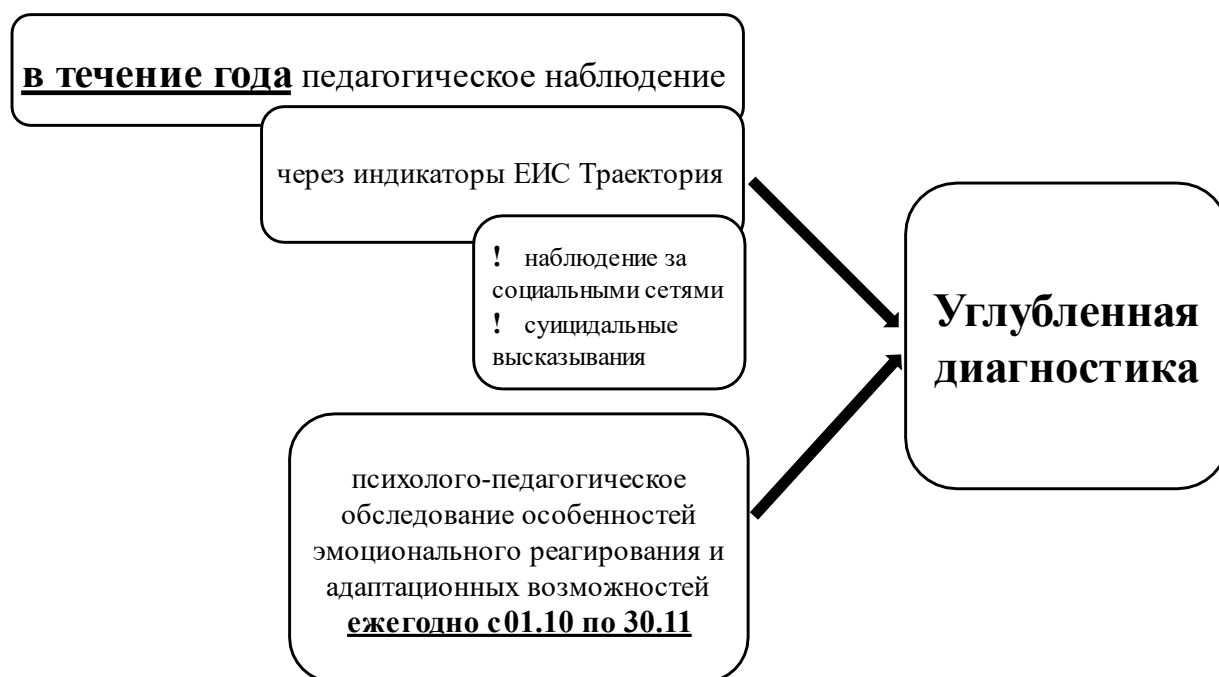 в течение года педагогическое наблюдение
через индикаторы ЕИС Траектория
! наблюдение за
социальными сетями
! суицидальные
высказывания
Углубленная
диагностика
психолого-педагогическое
обследование особенностей
эмоционального реагирования и
адаптационных возможностей
ежегодно с 01.10 по 30.11